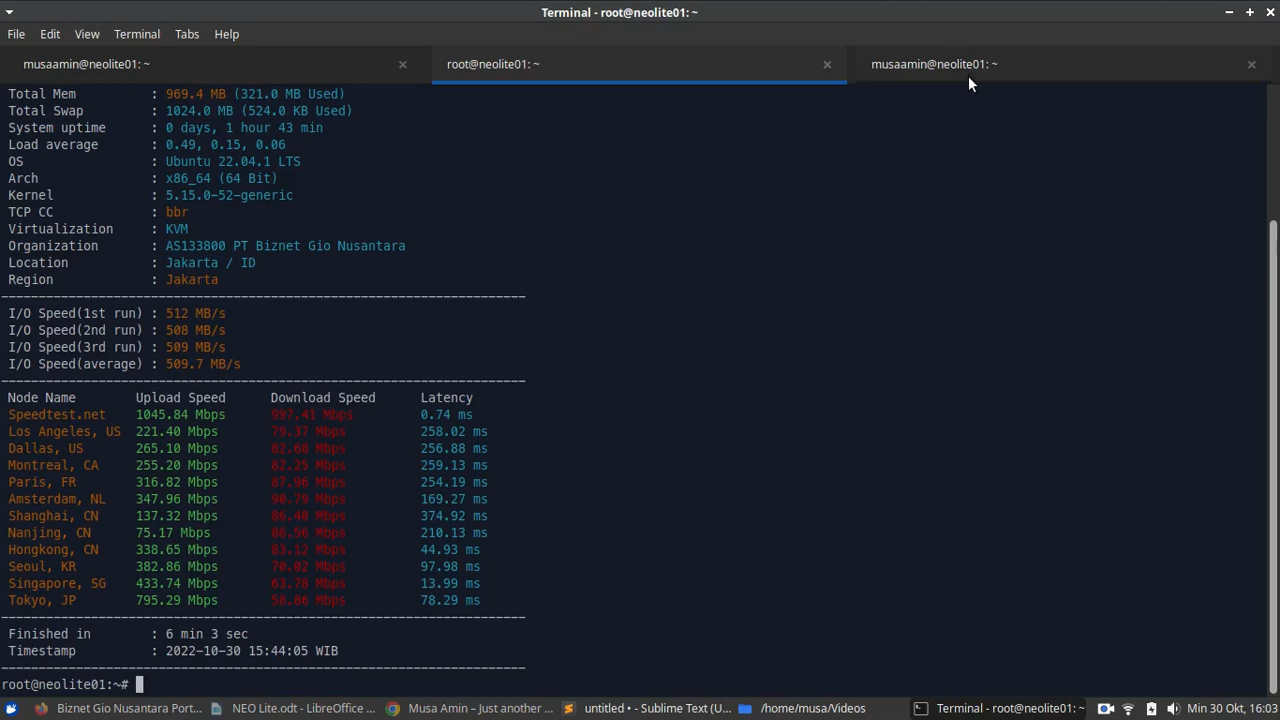 Terminal - root@neolite01: ~
File Edit View Terminal Tabs Help
musaamin@neolite01: ~ root@neolite01: ~ musaamin@neolite01: ~
Total Mem : 969.4 MB (321.0 MB Used)
Total Swap : 1024.0 MB (524.0 KB Used)
System uptime : 0 days, 1 hour 43 min
Load average : 0.49, 0.15, 0.06
OS : Ubuntu 22.04.1 LTS
Arch : x86_64 (64 Bit)
Kernel : 5.15.0-52-generic
TCP CC : bbr
Virtualization : KVM
Organization : AS133800 PT Biznet Gio Nusantara
Location : Jakarta / ID
Region : Jakarta
I/O Speed(1st run) : 512 MB/s
I/O Speed(2nd run) : 508 MB/s
I/O Speed(3rd run) : 509 MB/s
I/O Speed(average) : 509.7 MB/s
Node Name Upload Speed Download Speed Latency
Speedtest.net 1045.84 Mbps 997.41 Mbps 0.74 ms
Los Angeles, US 221.40 Mbps 79.37 Mbps 258.02 ms
Dallas, US 265.10 Mbps 82.68 Mbps 256.88 ms
Montreal, CA 255.20 Mbps 82.25 Mbps 259.13 ms
Paris, FR 316.82 Mbps 87.96 Mbps 254.19 ms
Amsterdam, NL 347.96 Mbps 90.79 Mbps 169.27 ms
Shanghai, CN 137.32 Mbps 86.40 Mbps 374.92 ms
Nanjing, CN 75.17 Mbps 86.56 Mbps 210.13 ms
Hongkong, CN 338.65 Mbps 83.12 Mbps 44.93 ms
Seoul, KR 382.86 Mbps 70.02 Mbps 97.98 ms
Singapore, SG 433.74 Mbps 63.78 Mbps 13.99 ms
Tokyo, JP 795.29 Mbps 58.86 Mbps 78.29 ms
Finished in : 6 min 3 sec
Timestamp : 2022-10-30 15:44:05 WIB
root@neolite01:~#
Biznet Gio Nusantara Port... NEO Lite.odt - LibreOffice ... Musa Amin – Just another ... untitled • - Sublime Text (U... /home/musa/Videos Terminal - root@neolite01: ~ Min 30 Okt, 16:03